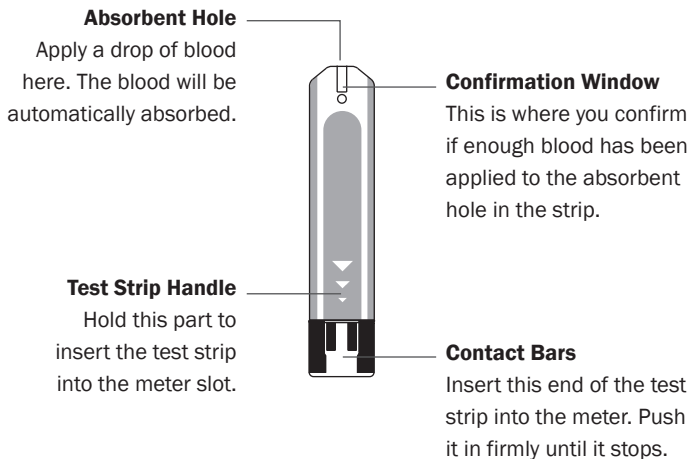 Absorbent Hole
Apply a drop of blood
here. The blood will be
automatically absorbed.
Confirmation Window
This is where you confirm
if enough blood has been
applied to the absorbent
hole in the strip.
Test Strip Handle
Hold this part to
insert the test strip
into the meter slot.
Contact Bars
Insert this end of the test
strip into the meter. Push
it in firmly until it stops.